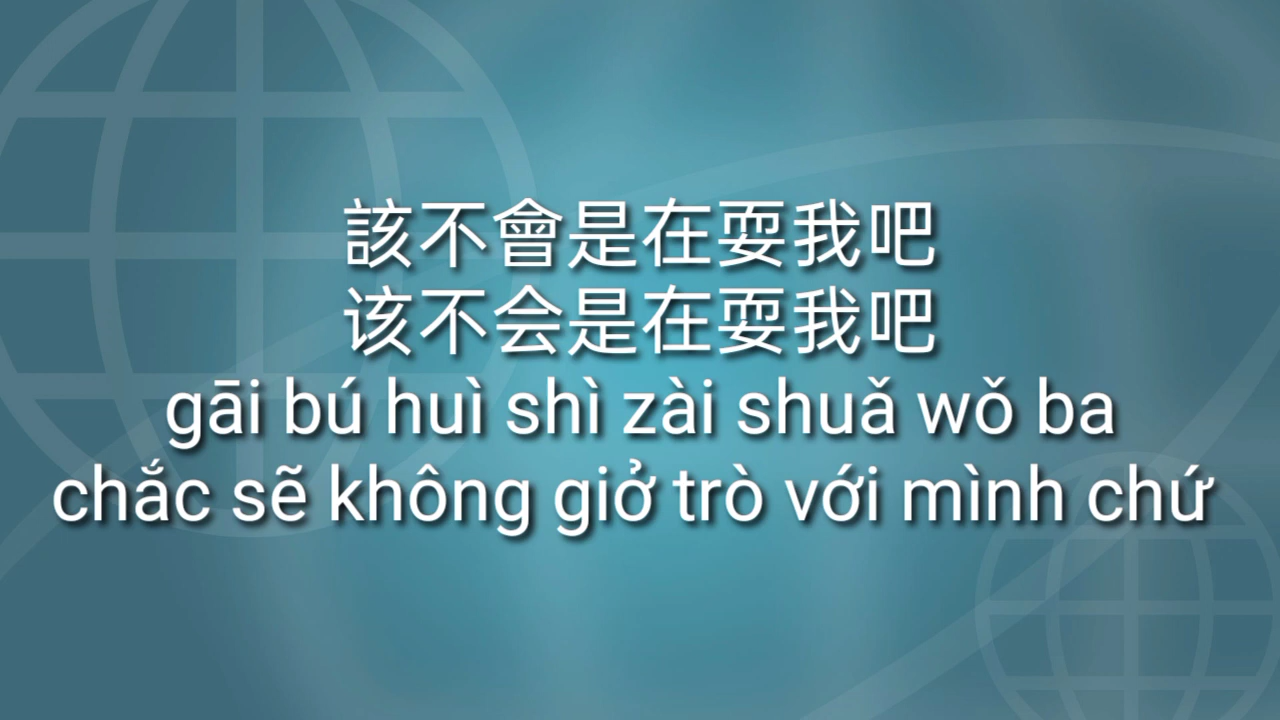 該不會是在耍我吧
该不会是在耍我吧
gāi bú huì shì zài shuǎ wǒ ba
chắc sẽ không giở trò với mình chứ